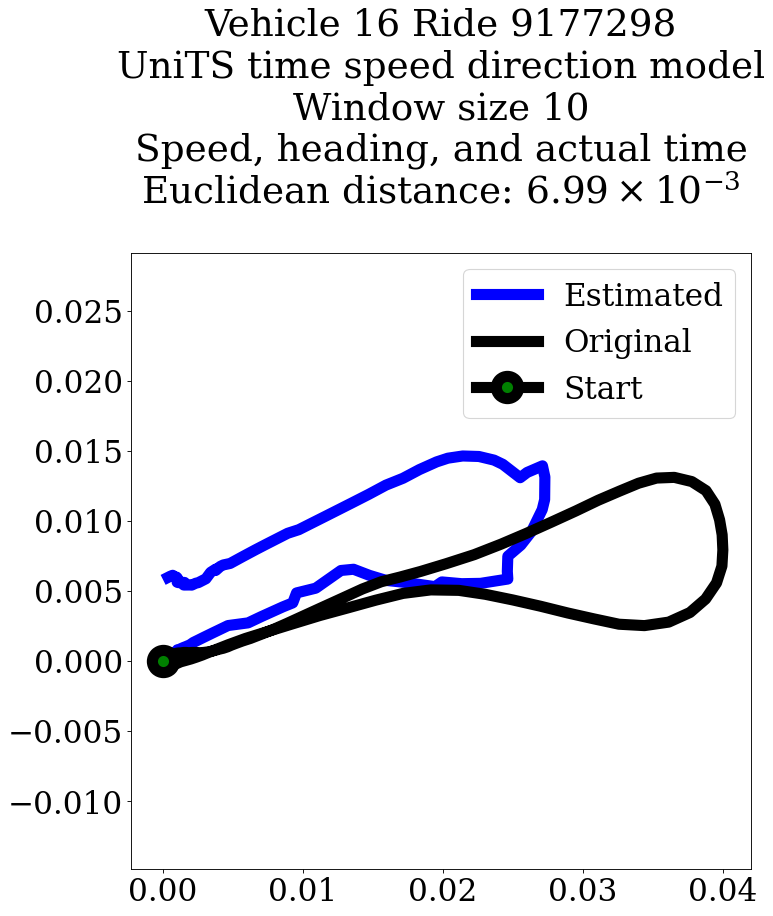 Vehicle 16 Ride 9177298
UniTS time speed direction model
Window size 10
Speed, heading, and actual time
Euclidean distance: 6.99 × 10⁻³
Estimated
Original
Start
0.025
0.020
0.015
0.010
0.005
0.000
−0.005
−0.010
0.00 0.01 0.02 0.03 0.04